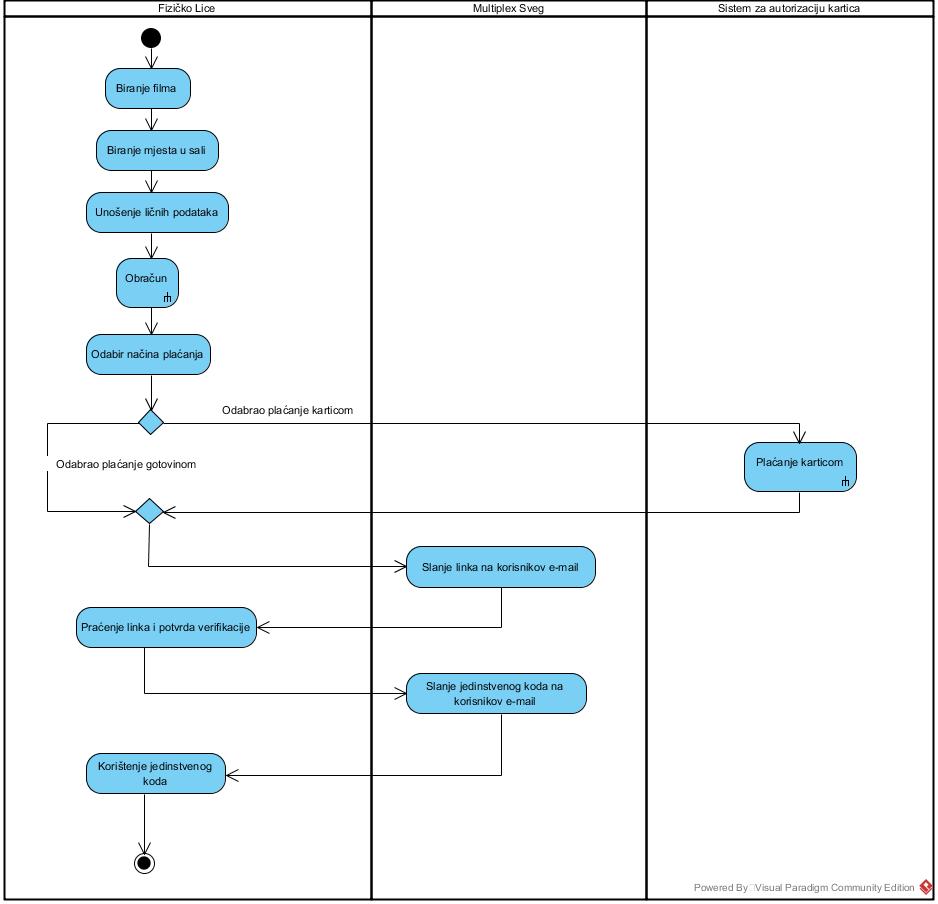 Fizičko Lice
Multiplex Sveg
Sistem za autorizaciju kartica
Biranje filma
Biranje mjesta u sali
Unošenje ličnih podataka
Obračun
Odabir načina plaćanja
Odabrao plaćanje karticom
Odabrao plaćanje gotovinom
Plaćanje karticom
Slanje linka na korisnikov e-mail
Praćenje linka i potvrda verifikacije
Slanje jedinstvenog koda na
korisnikov e-mail
Korištenje jedinstvenog
koda
Powered By Visual Paradigm Community Edition